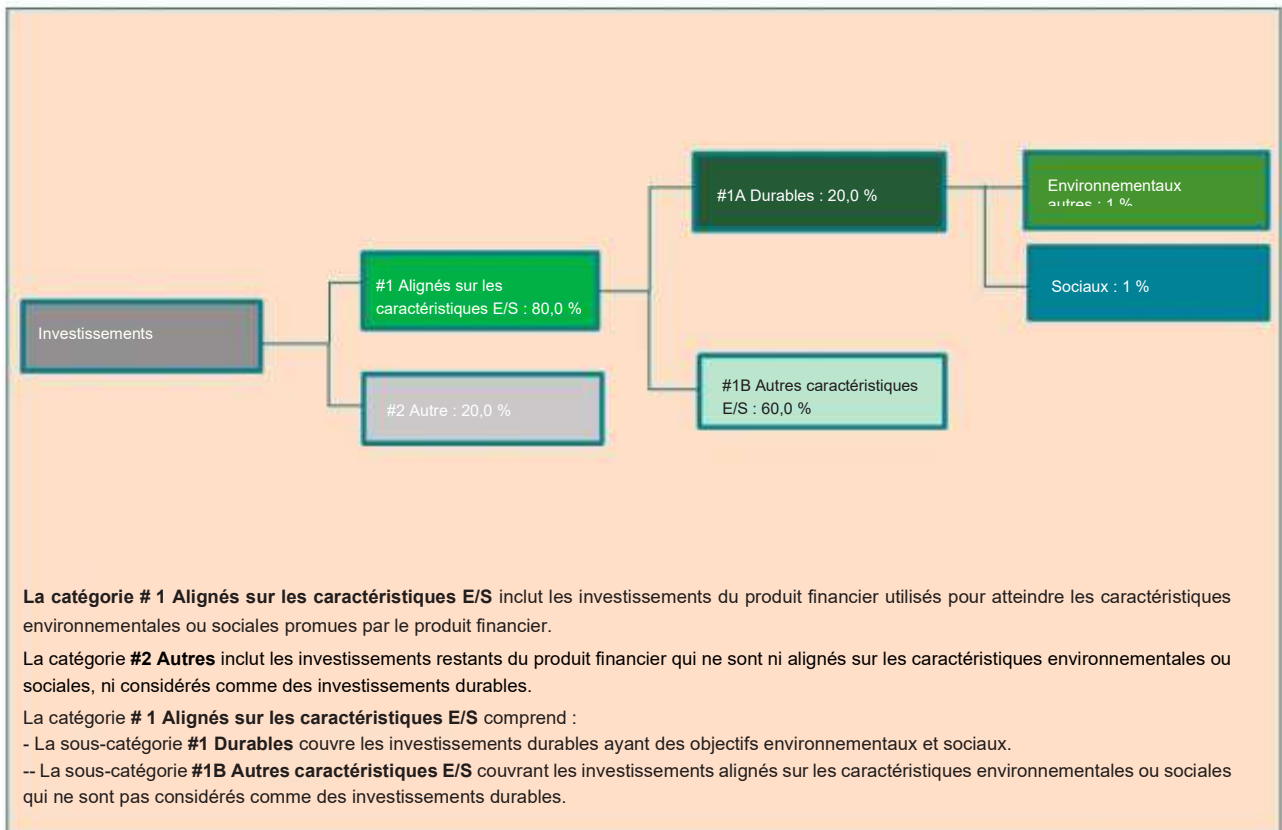 #1A Durables : 20,0 %
Environnementaux
autres : 1 %
#1 Alignés sur les
caractéristiques E/S : 80,0 %
Sociaux : 1 %
Investissements
#2 Autre : 20,0 %
#1B Autres caractéristiques
E/S : 60,0 %
La catégorie # 1 Alignés sur les caractéristiques E/S inclut les investissements du produit financier utilisés pour atteindre les caractéristiques
environnementales ou sociales promues par le produit financier.
La catégorie #2 Autres inclut les investissements restants du produit financier qui ne sont ni alignés sur les caractéristiques environnementales ou
sociales, ni considérés comme des investissements durables.
La catégorie # 1 Alignés sur les caractéristiques E/S comprend :
- La sous-catégorie #1 Durables couvre les investissements durables ayant des objectifs environnementaux et sociaux.
-- La sous-catégorie #1B Autres caractéristiques E/S couvrant les investissements alignés sur les caractéristiques environnementales ou sociales
qui ne sont pas considérés comme des investissements durables.